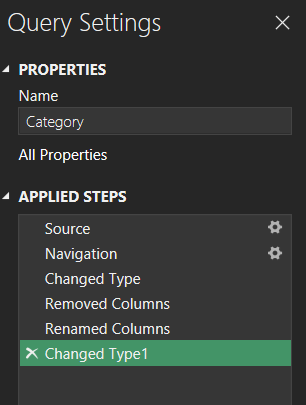 Query Settings
PROPERTIES
Name
Category
All Properties
APPLIED STEPS
Source
Navigation
Changed Type
Removed Columns
Renamed Columns
Changed Type1